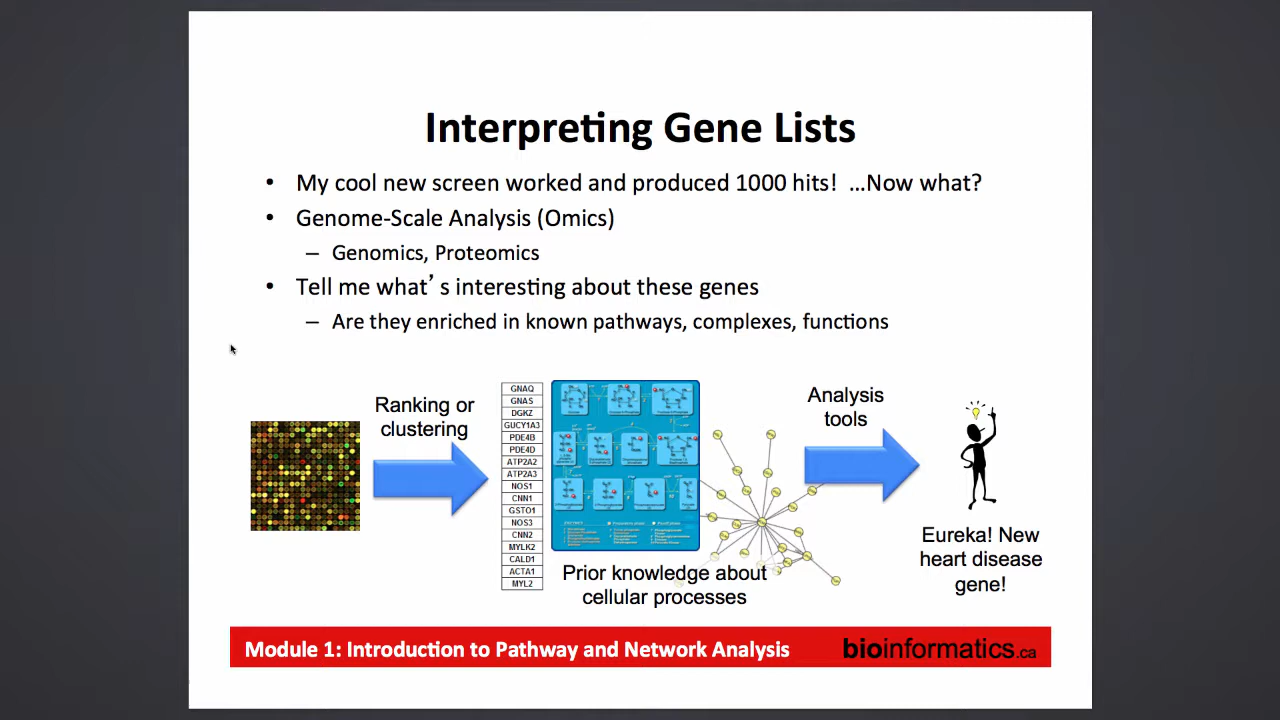 Interpreting Gene Lists
• My cool new screen worked and produced 1000 hits! …Now what?
• Genome-Scale Analysis (Omics)
– Genomics, Proteomics
• Tell me what’s interesting about these genes
– Are they enriched in known pathways, complexes, functions
Ranking or
clustering
GNAQ
GNAS
DGKZ
GUCY1A3
PDE4B
PDE4D
ATP2A2
ATP2A3
NOS1
CNN1
GSTO1
NOS3
CNN2
MYLK2
CALD1
ACTA1
MYL2
Prior knowledge about
cellular processes
Analysis
tools
Eureka! New
heart disease
gene!
Module 1: Introduction to Pathway and Network Analysis
bioinformatics.ca